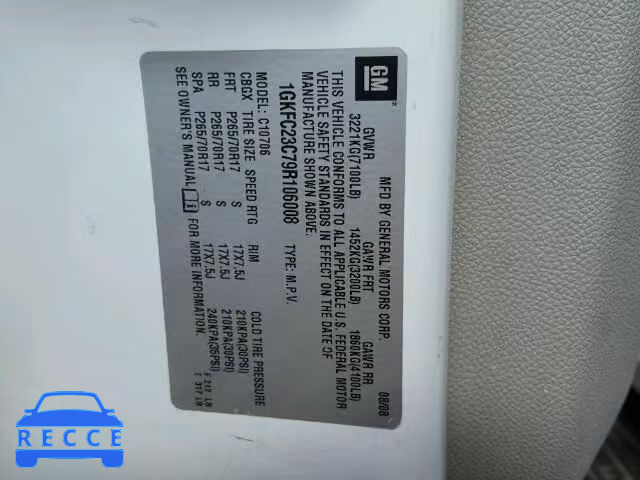 GM
MFD BY GENERAL MOTORS CORP. 08/08
GVWR GAWR FRT GAWR RR
3221KG(7100LB) 1452KG(3200LB) 1860KG(4100LB)
THIS VEHICLE CONFORMS TO ALL APPLICABLE U.S. FEDERAL MOTOR
VEHICLE SAFETY STANDARDS IN EFFECT ON THE DATE OF
MANUFACTURE SHOWN ABOVE.
1GKFC23C79R106008 TYPE: M.P.V.
MODEL: C10706
CBGX TIRE SIZE SPEED RTG RIM COLD TIRE PRESSURE
FRT P265/70R17 S 17X7.5J 210KPA(30PSI)
RR P265/70R17 S 17X7.5J 210KPA(30PSI)
SPA P265/70R17 S 17X7.5J 240KPA(35PSI)
SEE OWNER'S MANUAL FOR MORE INFORMATION.
F 217 LB
T 317 LB
RECCE